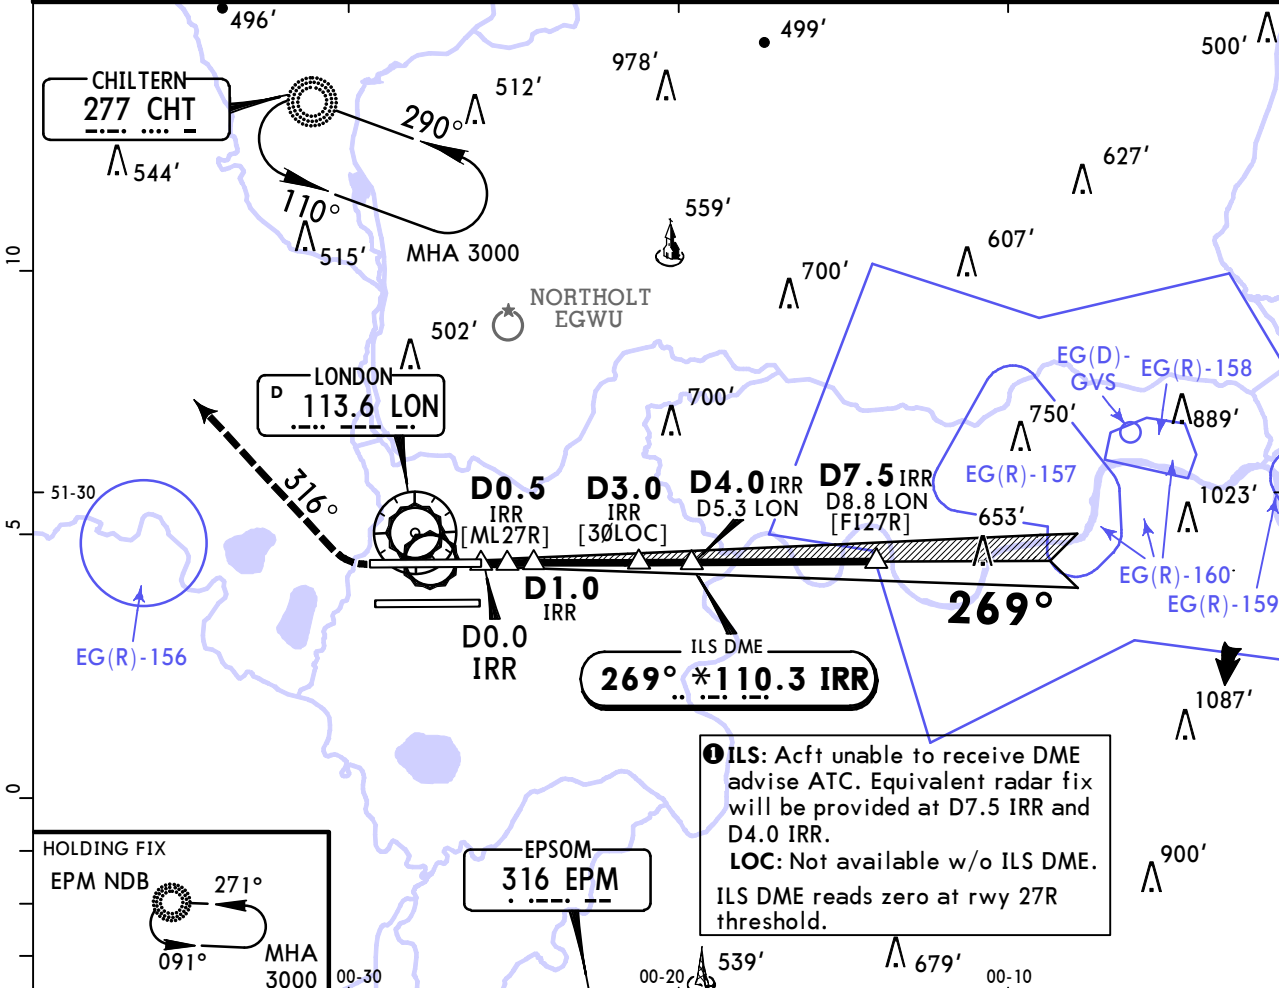 496'
499'
500'
978'
CHILTERN
277 CHT
512'
290°
544'
627'
110°
559'
515'
MHA 3000
607'
10
700'
NORTHOLT
EGWU
502'
EG(D)-
GVS
EG(R)-158
LONDON
D 113.6 LON
700'
750'
889'
316°
EG(R)-157
51-30
D0.5
IRR
[ML27R]
D3.0
IRR
[30LOC]
D4.0 IRR
D5.3 LON
D7.5 IRR
D8.8 LON
[FI27R]
1023'
5
653'
D1.0
IRR
EG(R)-160
269°
EG(R)-159
D0.0
IRR
EG(R)-156
ILS DME
269° *110.3 IRR
1087'
1 ILS: Acft unable to receive DME
advise ATC. Equivalent radar fix
will be provided at D7.5 IRR and
D4.0 IRR.
LOC: Not available w/o ILS DME.
ILS DME reads zero at rwy 27R
threshold.
0
HOLDING FIX
EPM NDB
271°
091°
MHA
3000
EPSOM
316 EPM
900'
539'
679'
00-30
00-20
00-10